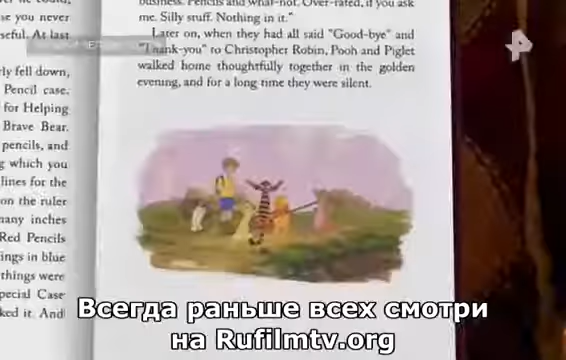 business. Pencils and what-not. Over-rated, if you ask
me. Silly stuff. Nothing in it."
Later on, when they had all said "Good-bye" and
"Thank-you" to Christopher Robin, Pooh and Piglet
walked home thoughtfully together in the golden
evening, and for a long time they were silent.
se you never
seful. At last
rly fell down,
Pencil case.
for Helping
Brave Bear.
pencils, and
g which you
lines for the
on the ruler
many inches
Red Pencils
ings in blue
things were
pecial Case
ked it. And
Всегда раньше всех смотри
на Rufilmtv.org